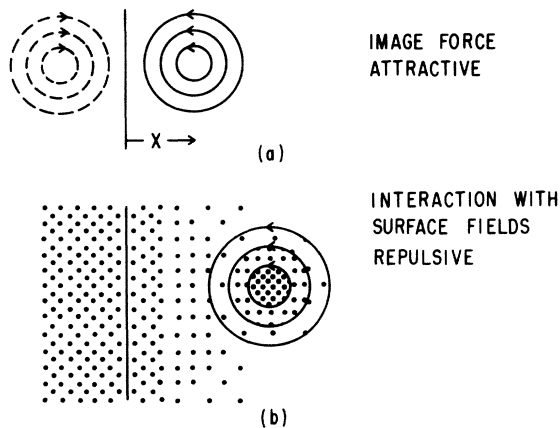 IMAGE FORCE
ATTRACTIVE
X
(a)
INTERACTION WITH
SURFACE FIELDS
REPULSIVE
(b)